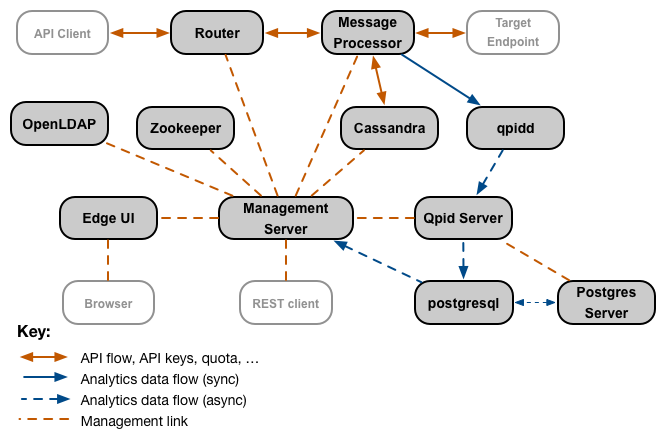 API Client
Router
Message
Processor
Target
Endpoint
OpenLDAP
Zookeeper
Cassandra
qpidd
Edge UI
Management
Server
Qpid Server
Browser
REST client
postgresql
Postgres
Server
Key:
API flow, API keys, quota, …
Analytics data flow (sync)
Analytics data flow (async)
Management link